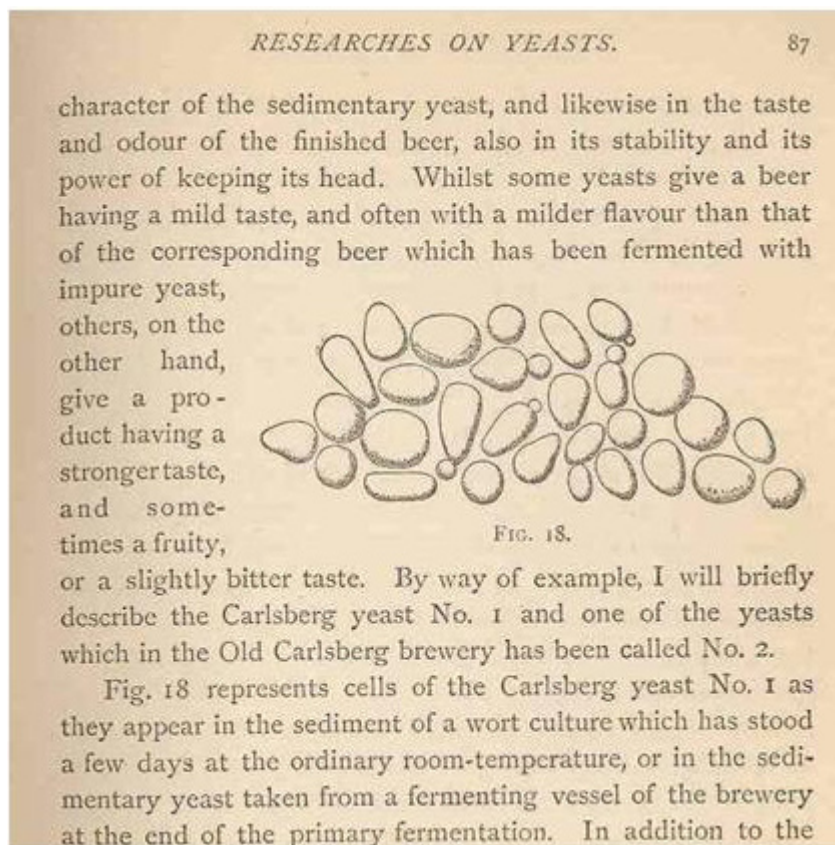 RESEARCHES ON YEASTS. 87
character of the sedimentary yeast, and likewise in the taste
and odour of the finished beer, also in its stability and its
power of keeping its head. Whilst some yeasts give a beer
having a mild taste, and often with a milder flavour than that
of the corresponding beer which has been fermented with
impure yeast,
others, on the
other hand,
give a pro-
duct having a
stronger taste,
and some-
times a fruity,
FIG. 18.
or a slightly bitter taste. By way of example, I will briefly
describe the Carlsberg yeast No. 1 and one of the yeasts
which in the Old Carlsberg brewery has been called No. 2.
Fig. 18 represents cells of the Carlsberg yeast No. 1 as
they appear in the sediment of a wort culture which has stood
a few days at the ordinary room-temperature, or in the sedi-
mentary yeast taken from a fermenting vessel of the brewery
at the end of the primary fermentation. In addition to the